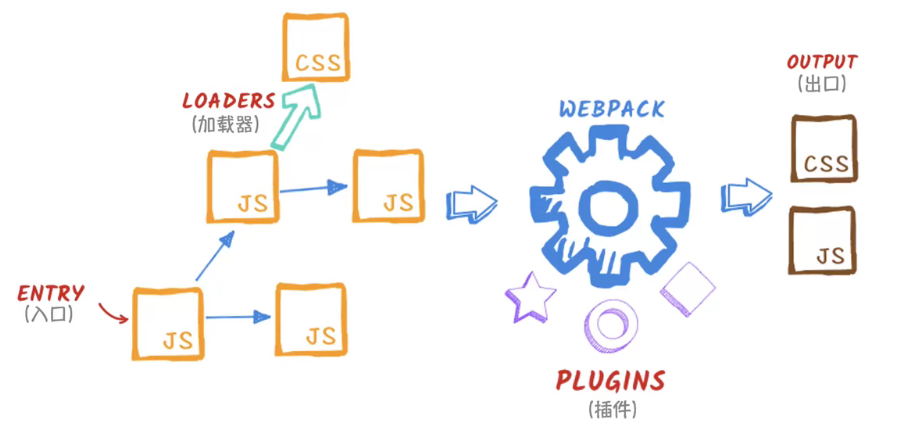 CSS
LOADERS
(加载器)
JS
JS
ENTRY
(入口)
JS
JS
WEBPACK
PLUGINS
(插件)
OUTPUT
(出口)
CSS
JS